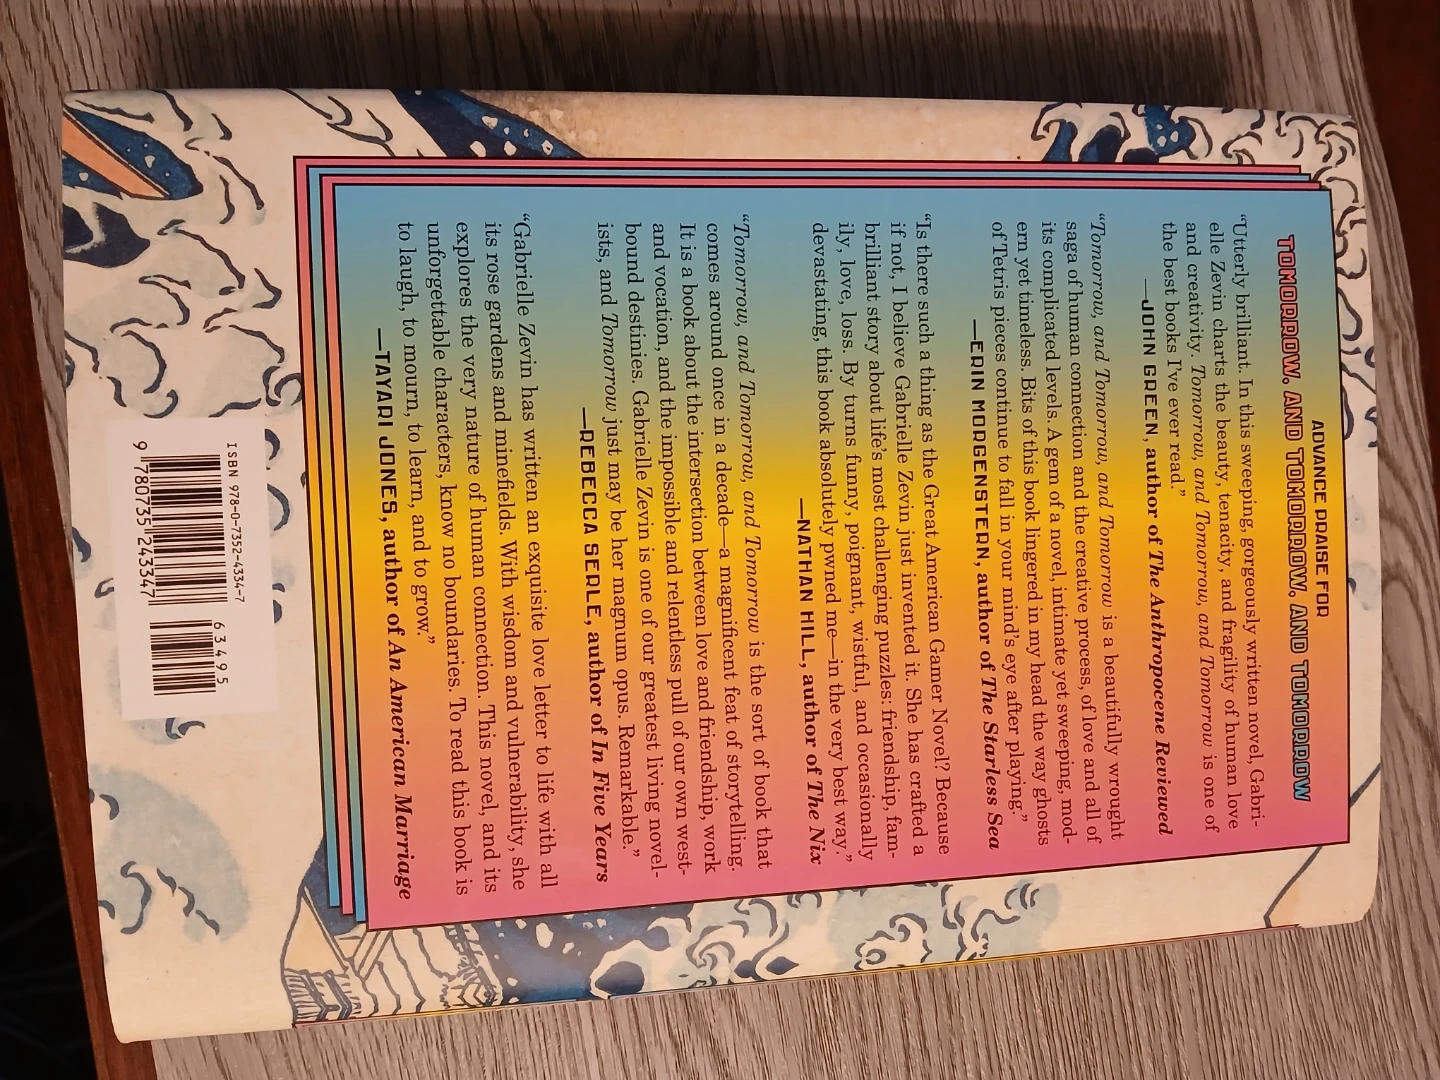 ADVANCE PRAISE FOR
TOMORROW, AND TOMORROW, AND TOMORROW
“Utterly brilliant. In this sweeping, gorgeously written novel, Gabri-
elle Zevin charts the beauty, tenacity, and fragility of human love
and creativity. Tomorrow, and Tomorrow, and Tomorrow is one of
the best books I’ve ever read.”
—JOHN GREEN, author of The Anthropocene Reviewed
“Tomorrow, and Tomorrow, and Tomorrow is a beautifully wrought
saga of human connection and the creative process, of love and all of
its complicated levels. A gem of a novel, intimate yet sweeping, mod-
ern yet timeless. Bits of this book lingered in my head the way ghosts
of Tetris pieces continue to fall in your mind’s eye after playing.”
—ERIN MORGENSTERN, author of The Starless Sea
“Is there such a thing as the Great American Gamer Novel? Because
if not, I believe Gabrielle Zevin just invented it. She has crafted a
brilliant story about life’s most challenging puzzles: friendship, fam-
ily, love, loss. By turns funny, poignant, wistful, and occasionally
devastating, this book absolutely pwned me—in the very best way.”
—NATHAN HILL, author of The Nix
“Tomorrow, and Tomorrow, and Tomorrow is the sort of book that
comes around once in a decade—a magnificent feat of storytelling.
It is a book about the intersection between love and friendship, work
and vocation, and the impossible and relentless pull of our own west-
bound destinies. Gabrielle Zevin is one of our greatest living novel-
ists, and Tomorrow just may be her magnum opus. Remarkable.”
—REBECCA SERLE, author of In Five Years
“Gabrielle Zevin has written an exquisite love letter to life with all
its rose gardens and minefields. With wisdom and vulnerability, she
explores the very nature of human connection. This novel, and its
unforgettable characters, know no boundaries. To read this book is
to laugh, to mourn, to learn, and to grow.”
—TAYARI JONES, author of An American Marriage
ISBN 978-0-7352-4334-7
63495
9 780735 243347